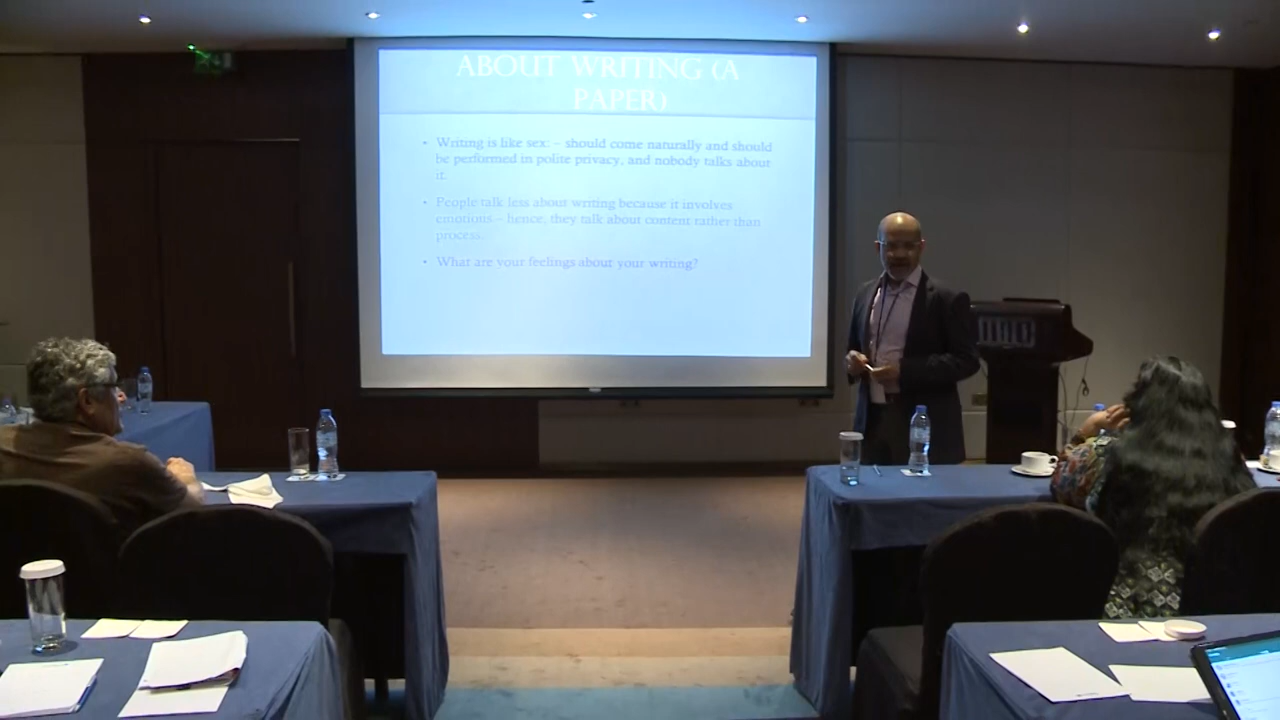 ABOUT WRITING (A
PAPER)
• Writing is like sex: – should come naturally and should
be performed in polite privacy, and nobody talks about
it.
• People talk less about writing because it involves
emotions – hence, they talk about content rather than
process.
• What are your feelings about your writing?